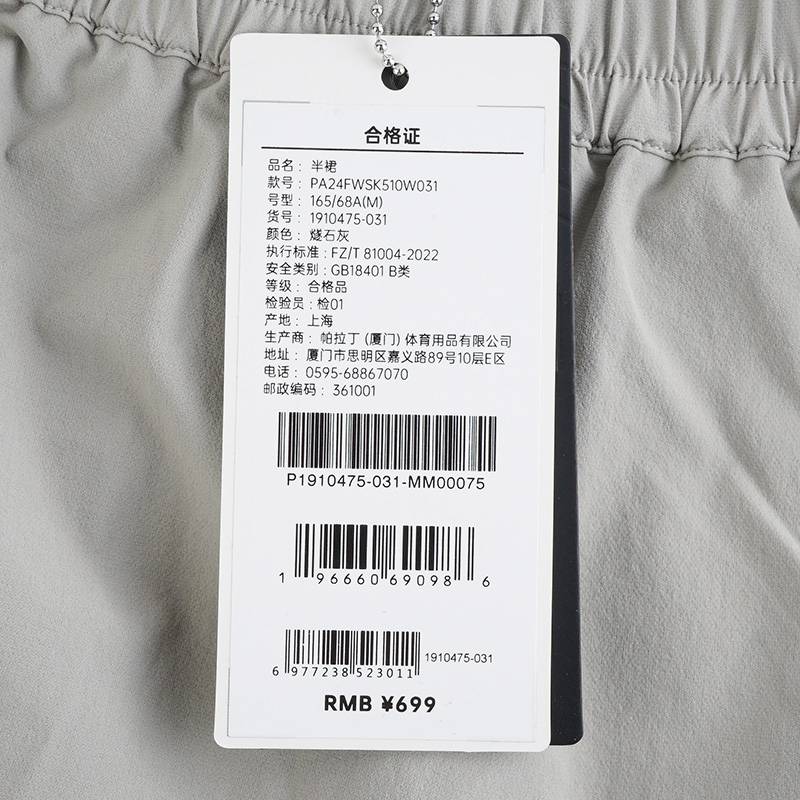 合格证
品名：半裙
款号：PA24FWSK510W031
号型：165/68A(M)
货号：1910475-031
颜色：燧石灰
执行标准：FZ/T 81004-2022
安全类别：GB18401 B类
等级：合格品
检验员：检01
产地：上海
生产商：帕拉丁（厦门）体育用品有限公司
地址：厦门市思明区嘉义路89号10层E区
电话：0595-68867070
邮政编码：361001
P1910475-031-MM00075
1 96660 69098 6
1910475-031
6 977238 523011
RMB ¥699